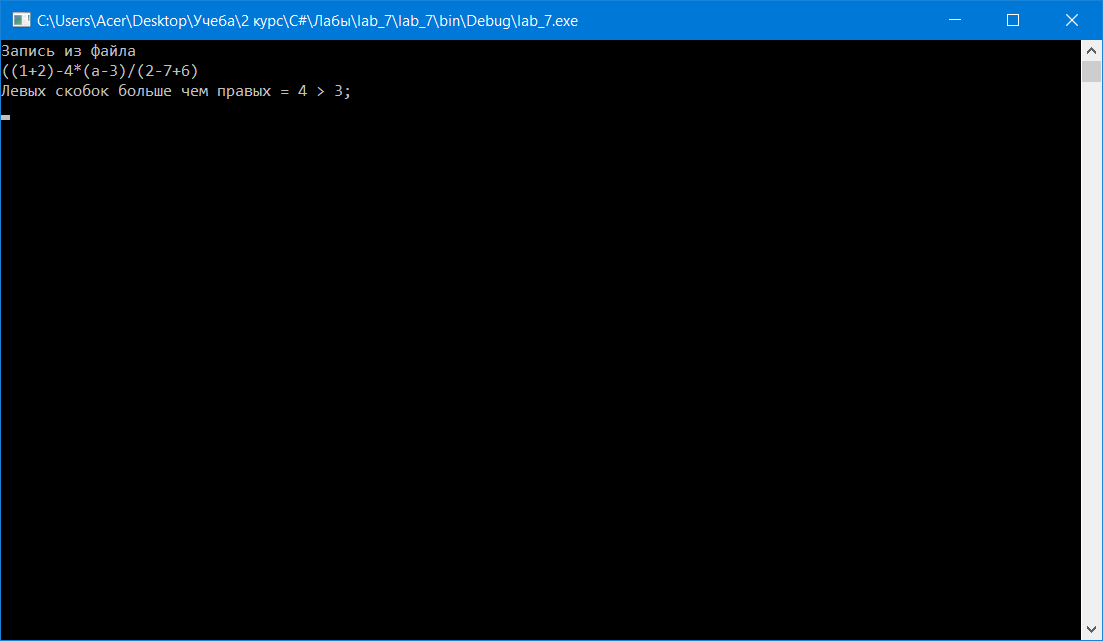 C:\Users\Acer\Desktop\Учеба\2 курс\C#\Лабы\lab_7\lab_7\bin\Debug\lab_7.exe
Запись из файла
((1+2)-4*(a-3)/(2-7+6)
Левых скобок больше чем правых = 4 > 3;